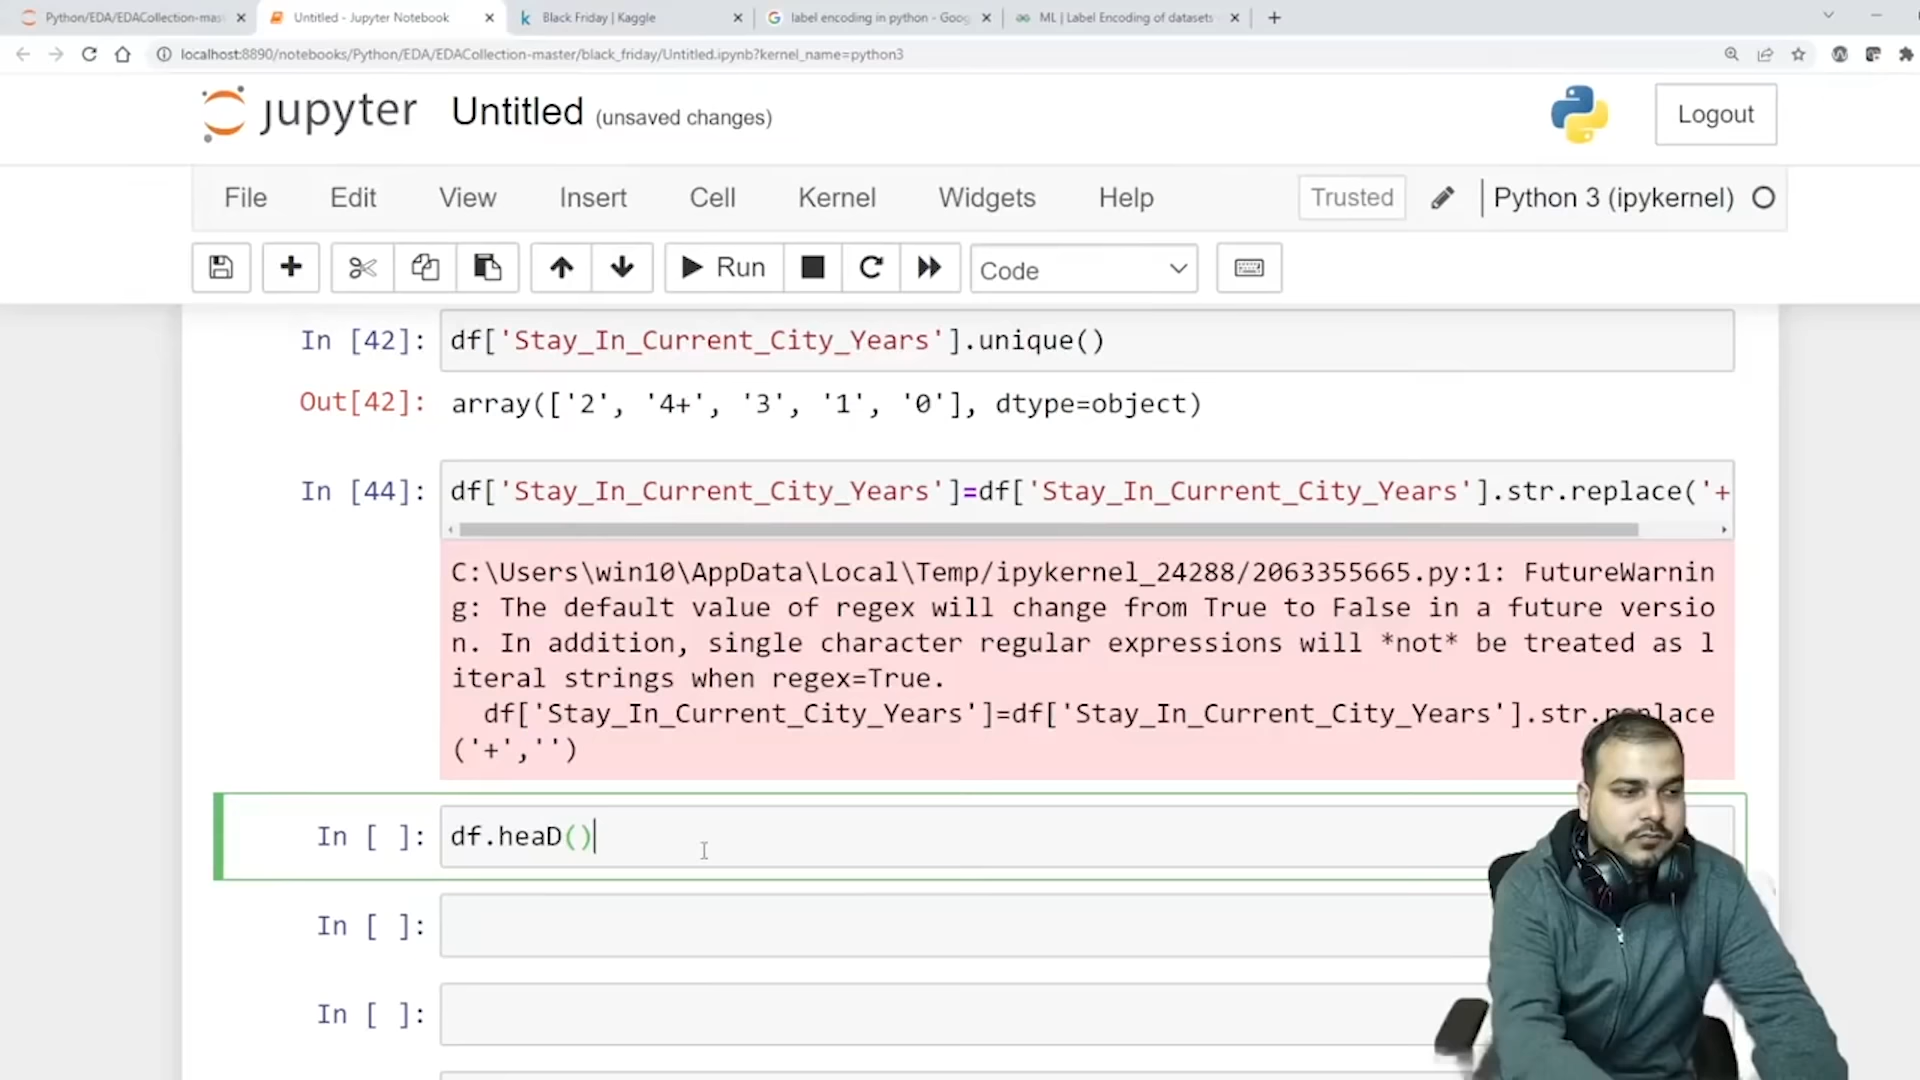 Python/EDA/EDACollection-mast
Untitled - Jupyter Notebook
Black Friday | Kaggle
label encoding in python - Goog
ML | Label Encoding of datasets
localhost:8890/notebooks/Python/EDA/EDACollection-master/black_friday/Untitled.ipynb?kernel_name=python3
jupyter Untitled (unsaved changes)
Logout
File Edit View Insert Cell Kernel Widgets Help Trusted Python 3 (ipykernel)
Run Code
In [42]: df['Stay_In_Current_City_Years'].unique()
Out[42]: array(['2', '4+', '3', '1', '0'], dtype=object)
In [44]: df['Stay_In_Current_City_Years']=df['Stay_In_Current_City_Years'].str.replace('+
C:\Users\win10\AppData\Local\Temp/ipykernel_24288/2063355665.py:1: FutureWarnin
g: The default value of regex will change from True to False in a future versio
n. In addition, single character regular expressions will *not* be treated as l
iteral strings when regex=True.
df['Stay_In_Current_City_Years']=df['Stay_In_Current_City_Years'].str.replace
('+','')
In [ ]: df.heaD()
In [ ]:
In [ ]: